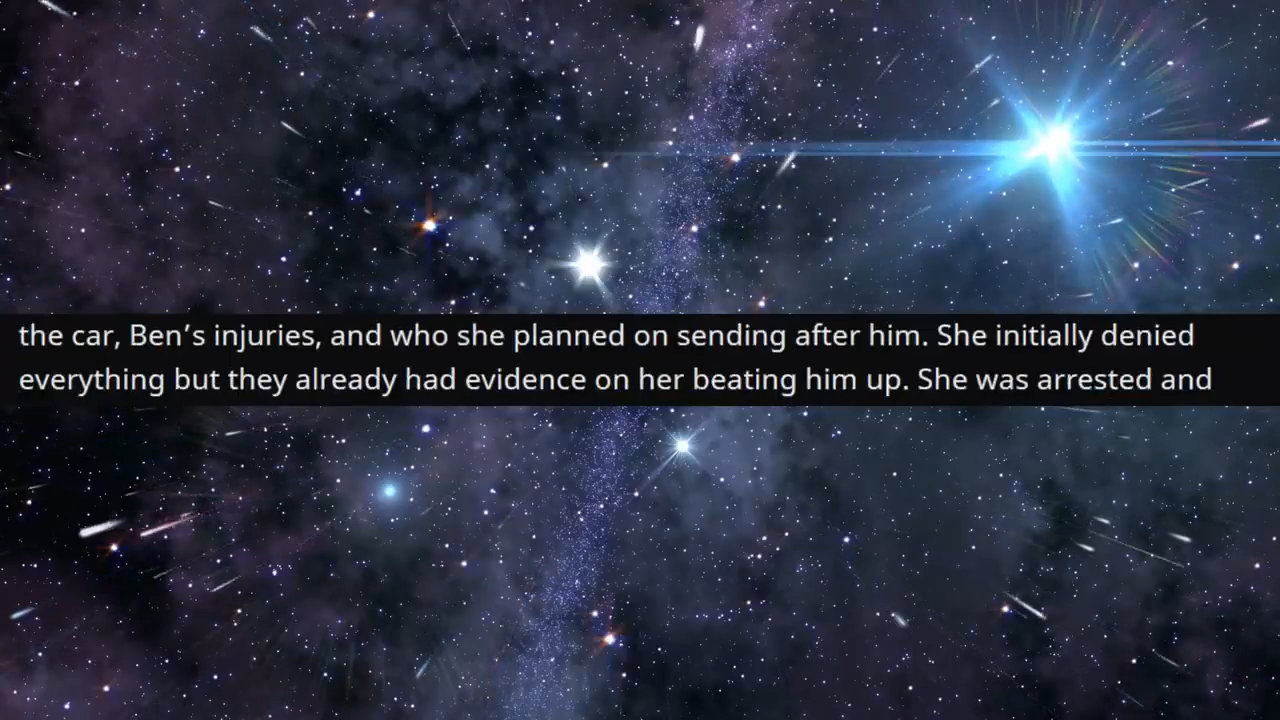 the car, Ben’s injuries, and who she planned on sending after him. She initially denied
everything but they already had evidence on her beating him up. She was arrested and